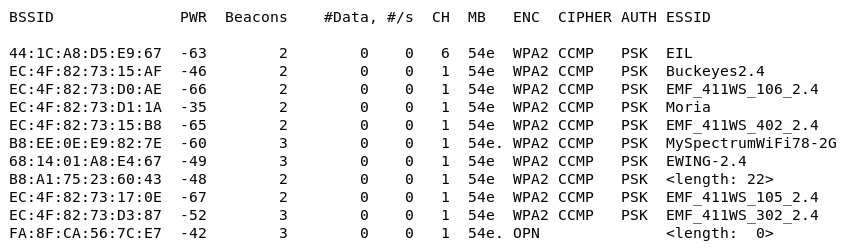 BSSID              PWR  Beacons    #Data, #/s  CH  MB   ENC  CIPHER AUTH ESSID
44:1C:A8:D5:E9:67  -63        2        0    0   6  54e  WPA2 CCMP   PSK  EIL
EC:4F:82:73:15:AF  -46        2        0    0   1  54e  WPA2 CCMP   PSK  Buckeyes2.4
EC:4F:82:73:D0:AE  -66        2        0    0   1  54e  WPA2 CCMP   PSK  EMF_411WS_106_2.4
EC:4F:82:73:D1:1A  -35        2        0    0   1  54e  WPA2 CCMP   PSK  Moria
EC:4F:82:73:15:B8  -65        2        0    0   1  54e  WPA2 CCMP   PSK  EMF_411WS_402_2.4
B8:EE:0E:E9:82:7E  -60        3        0    0   1  54e. WPA2 CCMP   PSK  MySpectrumWiFi78-2G
68:14:01:A8:E4:67  -49        3        0    0   1  54e  WPA2 CCMP   PSK  EWING-2.4
B8:A1:75:23:60:43  -48        2        0    0   1  54e  WPA2 CCMP   PSK  <length: 22>
EC:4F:82:73:17:0E  -67        2        0    0   1  54e  WPA2 CCMP   PSK  EMF_411WS_105_2.4
EC:4F:82:73:D3:87  -52        3        0    0   1  54e  WPA2 CCMP   PSK  EMF_411WS_302_2.4
FA:8F:CA:56:7C:E7  -42        3        0    0   1  54e. OPN              <length:  0>